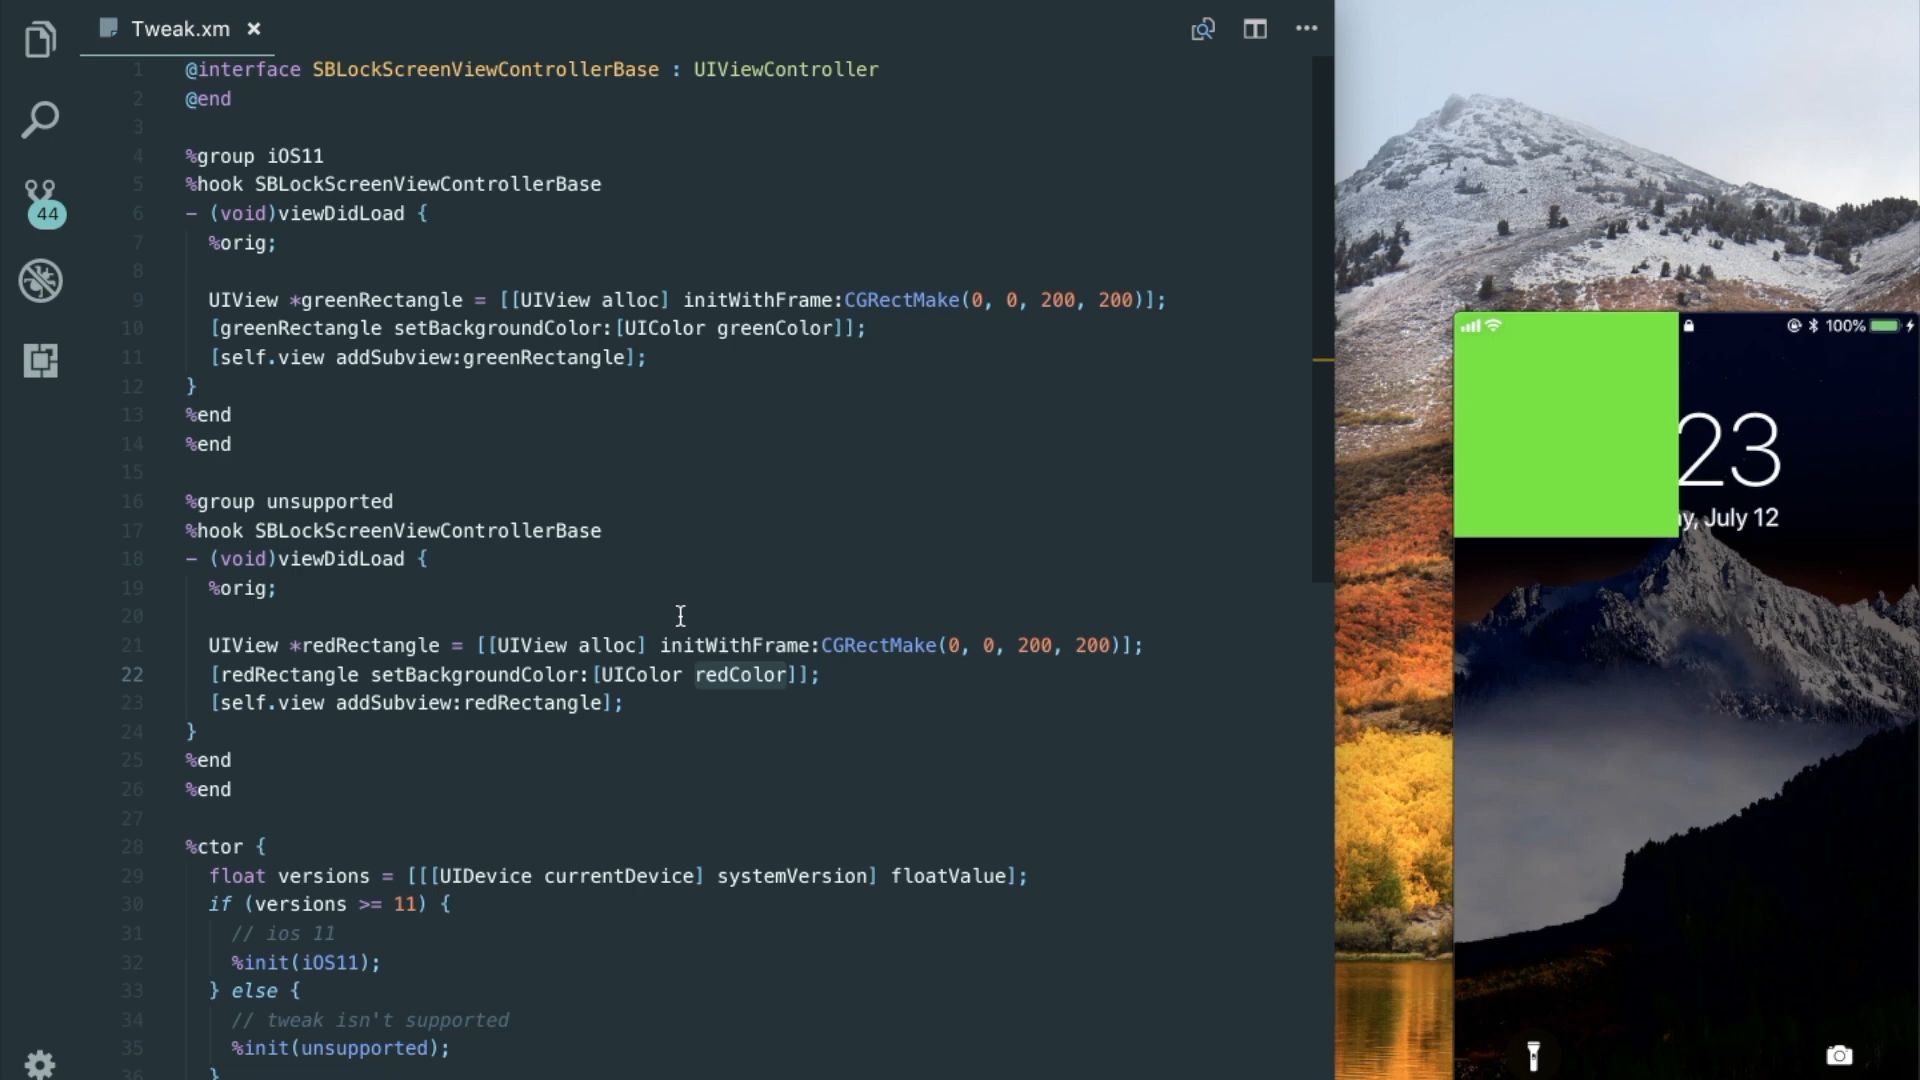 Tweak.xm ×
1 @interface SBLockScreenViewControllerBase : UIViewController
2 @end
3
4 %group iOS11
5 %hook SBLockScreenViewControllerBase
6 - (void)viewDidLoad {
7 %orig;
8
9 UIView *greenRectangle = [[UIView alloc] initWithFrame:CGRectMake(0, 0, 200, 200)];
10 [greenRectangle setBackgroundColor:[UIColor greenColor]];
11 [self.view addSubview:greenRectangle];
12 }
13 %end
14 %end
15
16 %group unsupported
17 %hook SBLockScreenViewControllerBase
18 - (void)viewDidLoad {
19 %orig;
20
21 UIView *redRectangle = [[UIView alloc] initWithFrame:CGRectMake(0, 0, 200, 200)];
22 [redRectangle setBackgroundColor:[UIColor redColor]];
23 [self.view addSubview:redRectangle];
24 }
25 %end
26 %end
27
28 %ctor {
29 float versions = [[[UIDevice currentDevice] systemVersion] floatValue];
30 if (versions >= 11) {
31 // ios 11
32 %init(iOS11);
33 } else {
34 // tweak isn't supported
35 %init(unsupported);
36 }
44
100%
23
y, July 12